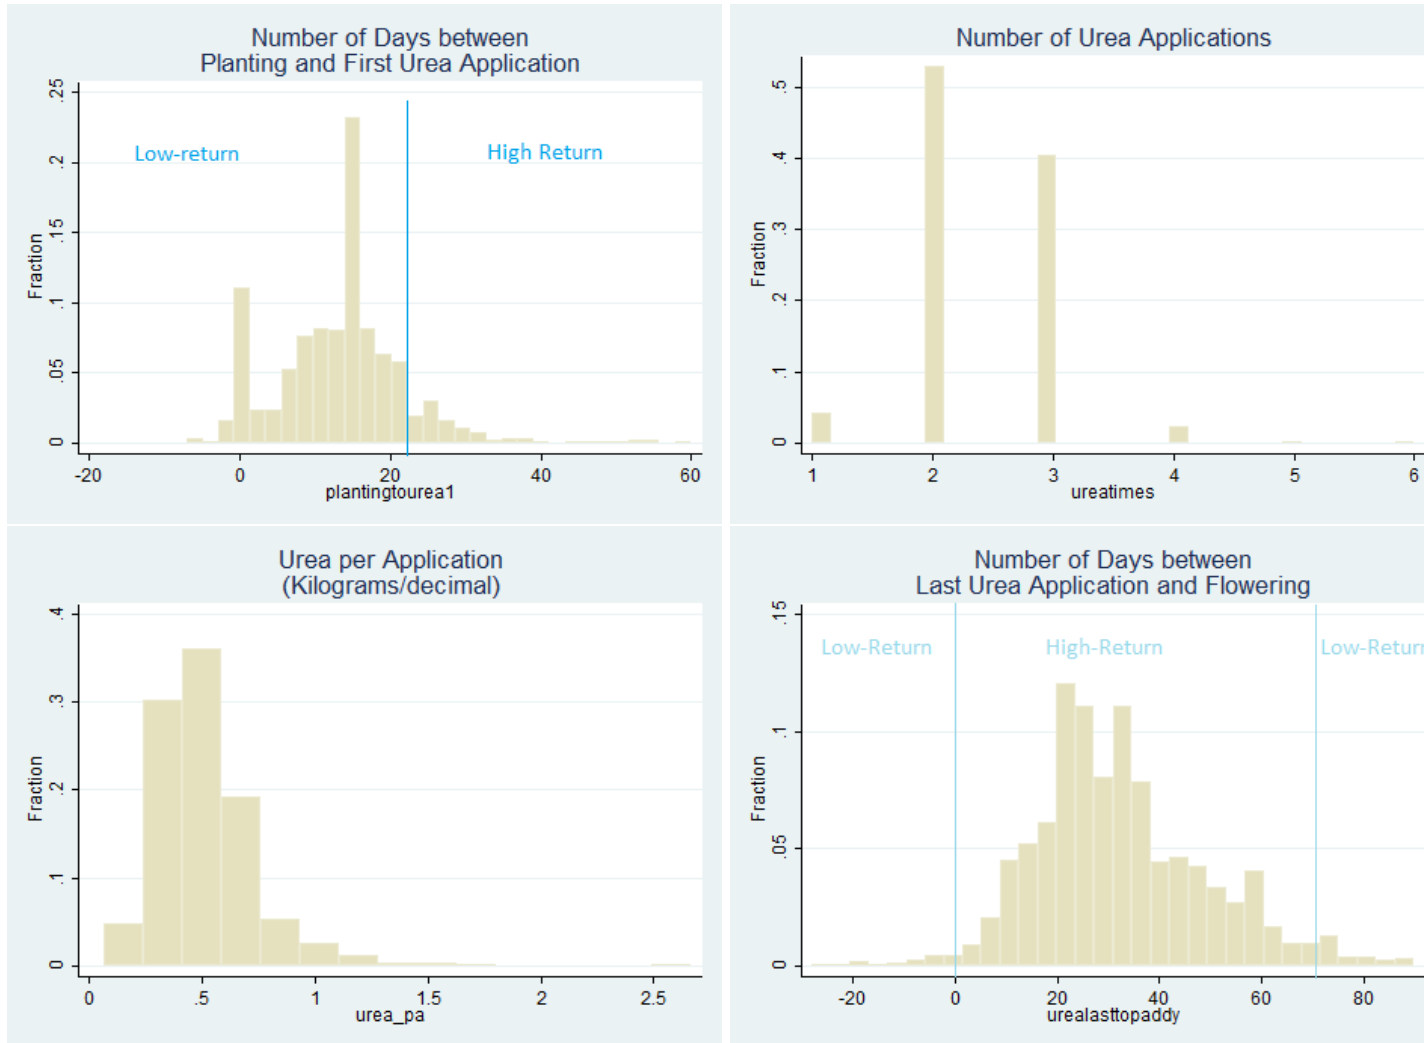 Number of Days between
Planting and First Urea Application
Low-return
High Return
Fraction
0
.05
.1
.15
.2
.25
-20
0
20
40
60
plantingtourea1
Number of Urea Applications
Fraction
0
.1
.2
.3
.4
.5
1
2
3
4
5
6
ureatimes
Urea per Application
(Kilograms/decimal)
Fraction
0
.1
.2
.3
.4
0
.5
1
1.5
2
2.5
urea_pa
Number of Days between
Last Urea Application and Flowering
Low-Return
High-Return
Low-Return
Fraction
0
.05
.1
.15
-20
0
20
40
60
80
urealasttopaddy